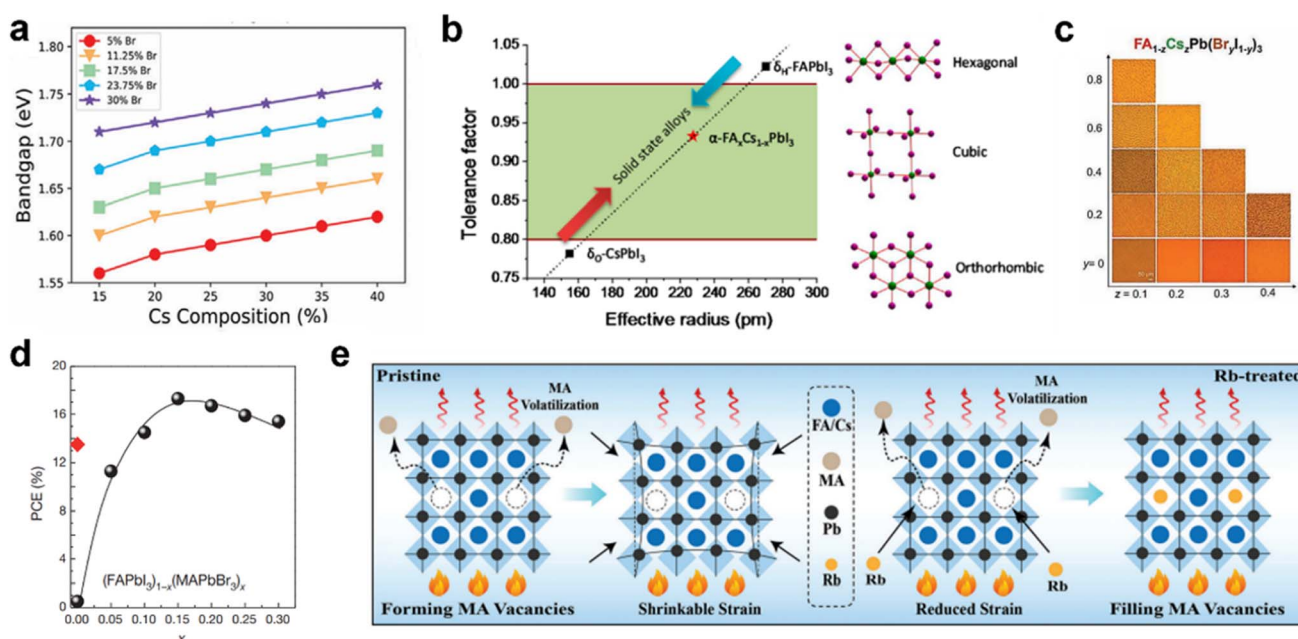 a
Bandgap (eV)
1.80
1.75
1.70
1.65
1.60
1.55
5% Br
11.25% Br
17.5% Br
23.75% Br
30% Br
15 20 25 30 35 40
Cs Composition (%)
b
Tolerance factor
1.05
1.00
0.95
0.90
0.85
0.80
0.75
δH-FAPbI3
Solid state alloys
α-FAxCs1-xPbI3
δO-CsPbI3
140 160 180 200 220 240 260 280 300
Effective radius (pm)
Hexagonal
Cubic
Orthorhombic
c
FA1-zCszPb(BryI1-y)3
0.8
0.6
0.4
0.2
y= 0
z = 0.1 0.2 0.3 0.4
d
PCE (%)
20
16
12
8
4
0
(FAPbI3)1−x(MAPbBr3)x
0.00 0.05 0.10 0.15 0.20 0.25 0.30
e
Pristine
MA
Volatilization
Forming MA Vacancies
Shrinkable Strain
FA/Cs
MA
Pb
Rb
Rb-treated
MA
Volatilization
Rb
Rb
Reduced Strain
Filling MA Vacancies